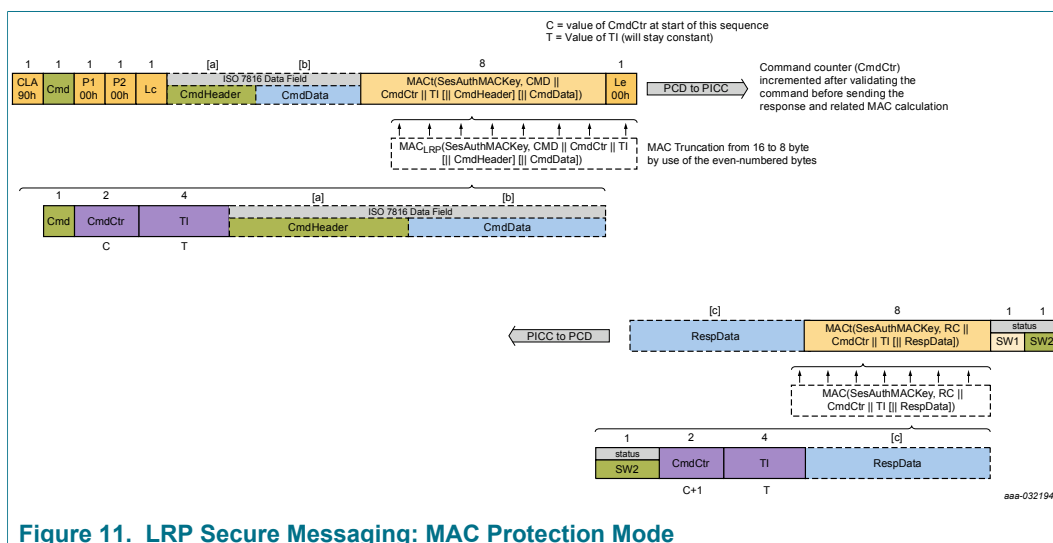 C = value of CmdCtr at start of this sequence
T = Value of TI (will stay constant)
1 1 1 1 1 [a] [b] 8 1
CLA 90h
Cmd
P1 00h
P2 00h
Lc
ISO 7816 Data Field
CmdHeader
CmdData
MACt(SesAuthMACKey, CMD ||
CmdCtr || TI [|| CmdHeader] [|| CmdData])
Le 00h
PCD to PICC
Command counter (CmdCtr)
incremented after validating the
command before sending the
response and related MAC calculation
MACLRP(SesAuthMACKey, CMD || CmdCtr || TI
[|| CmdHeader] [|| CmdData])
MAC Truncation from 16 to 8 byte
by use of the even-numbered bytes
1 2 4 [a] [b]
Cmd
CmdCtr
TI
ISO 7816 Data Field
CmdHeader
CmdData
C T
[c] 8 1 1
PICC to PCD
RespData
MACt(SesAuthMACKey, RC ||
CmdCtr || TI [|| RespData])
status
SW1 SW2
MAC(SesAuthMACKey, RC ||
CmdCtr || TI [|| RespData])
1 2 4 [c]
status
SW2
CmdCtr
TI
RespData
C+1 T
aaa-032194
Figure 11. LRP Secure Messaging: MAC Protection Mode